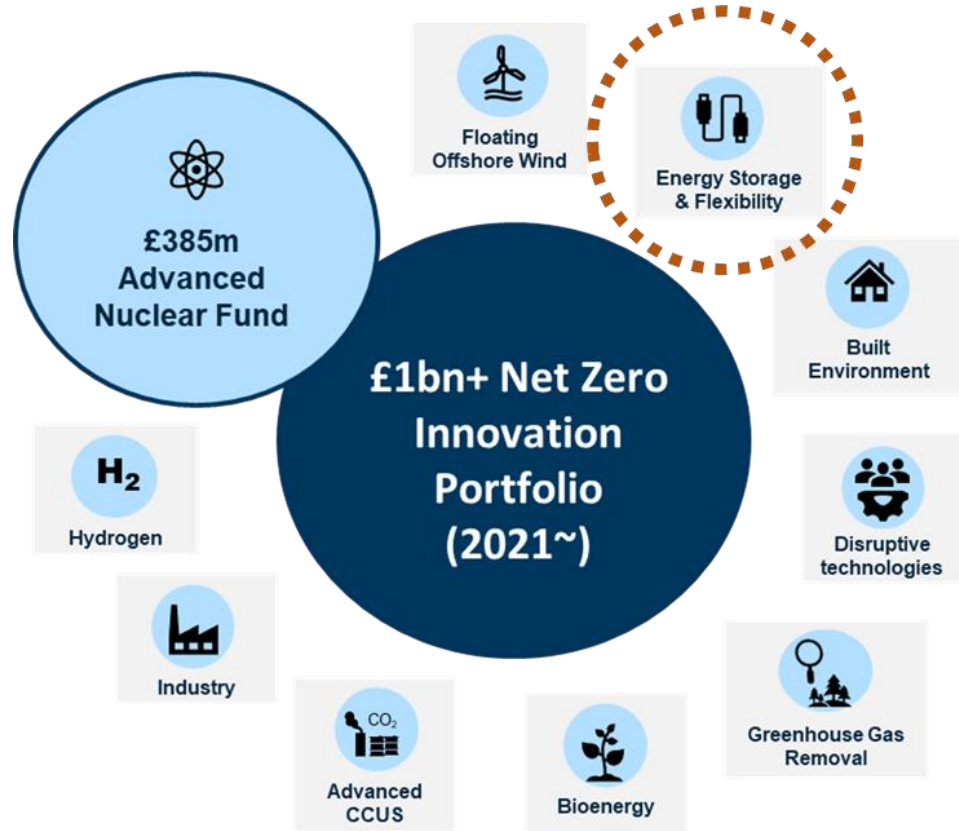 Floating
Offshore Wind
Energy Storage
& Flexibility
£385m
Advanced
Nuclear Fund
Built
Environment
£1bn+ Net Zero
Innovation
Portfolio
(2021~)
H₂
Hydrogen
Disruptive
technologies
Industry
Greenhouse Gas
Removal
CO₂
Advanced
CCUS
Bioenergy